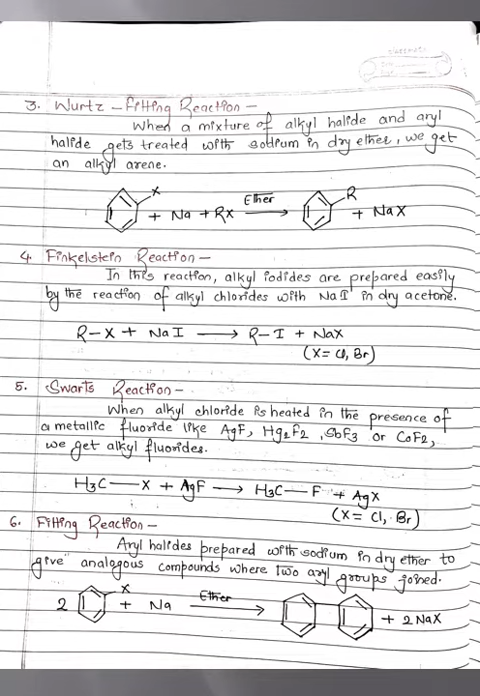 classmate
3. Wurtz – Fitting Reaction –
When a mixture of alkyl halide and aryl
halide gets treated with sodium in dry ether, we get
an alkyl arene.
X + Na + RX Ether → R + NaX
4. Finkelstein Reaction –
In this reaction, alkyl iodides are prepared easily
by the reaction of alkyl chlorides with NaI in dry acetone.
R–X + NaI → R–I + NaX
(X= Cl, Br)
5. Swarts Reaction –
When alkyl chloride is heated in the presence of
a metallic fluoride like AgF, Hg2F2, SbF3 or CoF2,
we get alkyl fluorides.
H3C–X + AgF → H3C–F + AgX
(X= Cl, Br)
6. Fitting Reaction –
Aryl halides prepared with sodium in dry ether to
give analogous compounds where two aryl groups joined.
2 X + Na Ether → + 2NaX